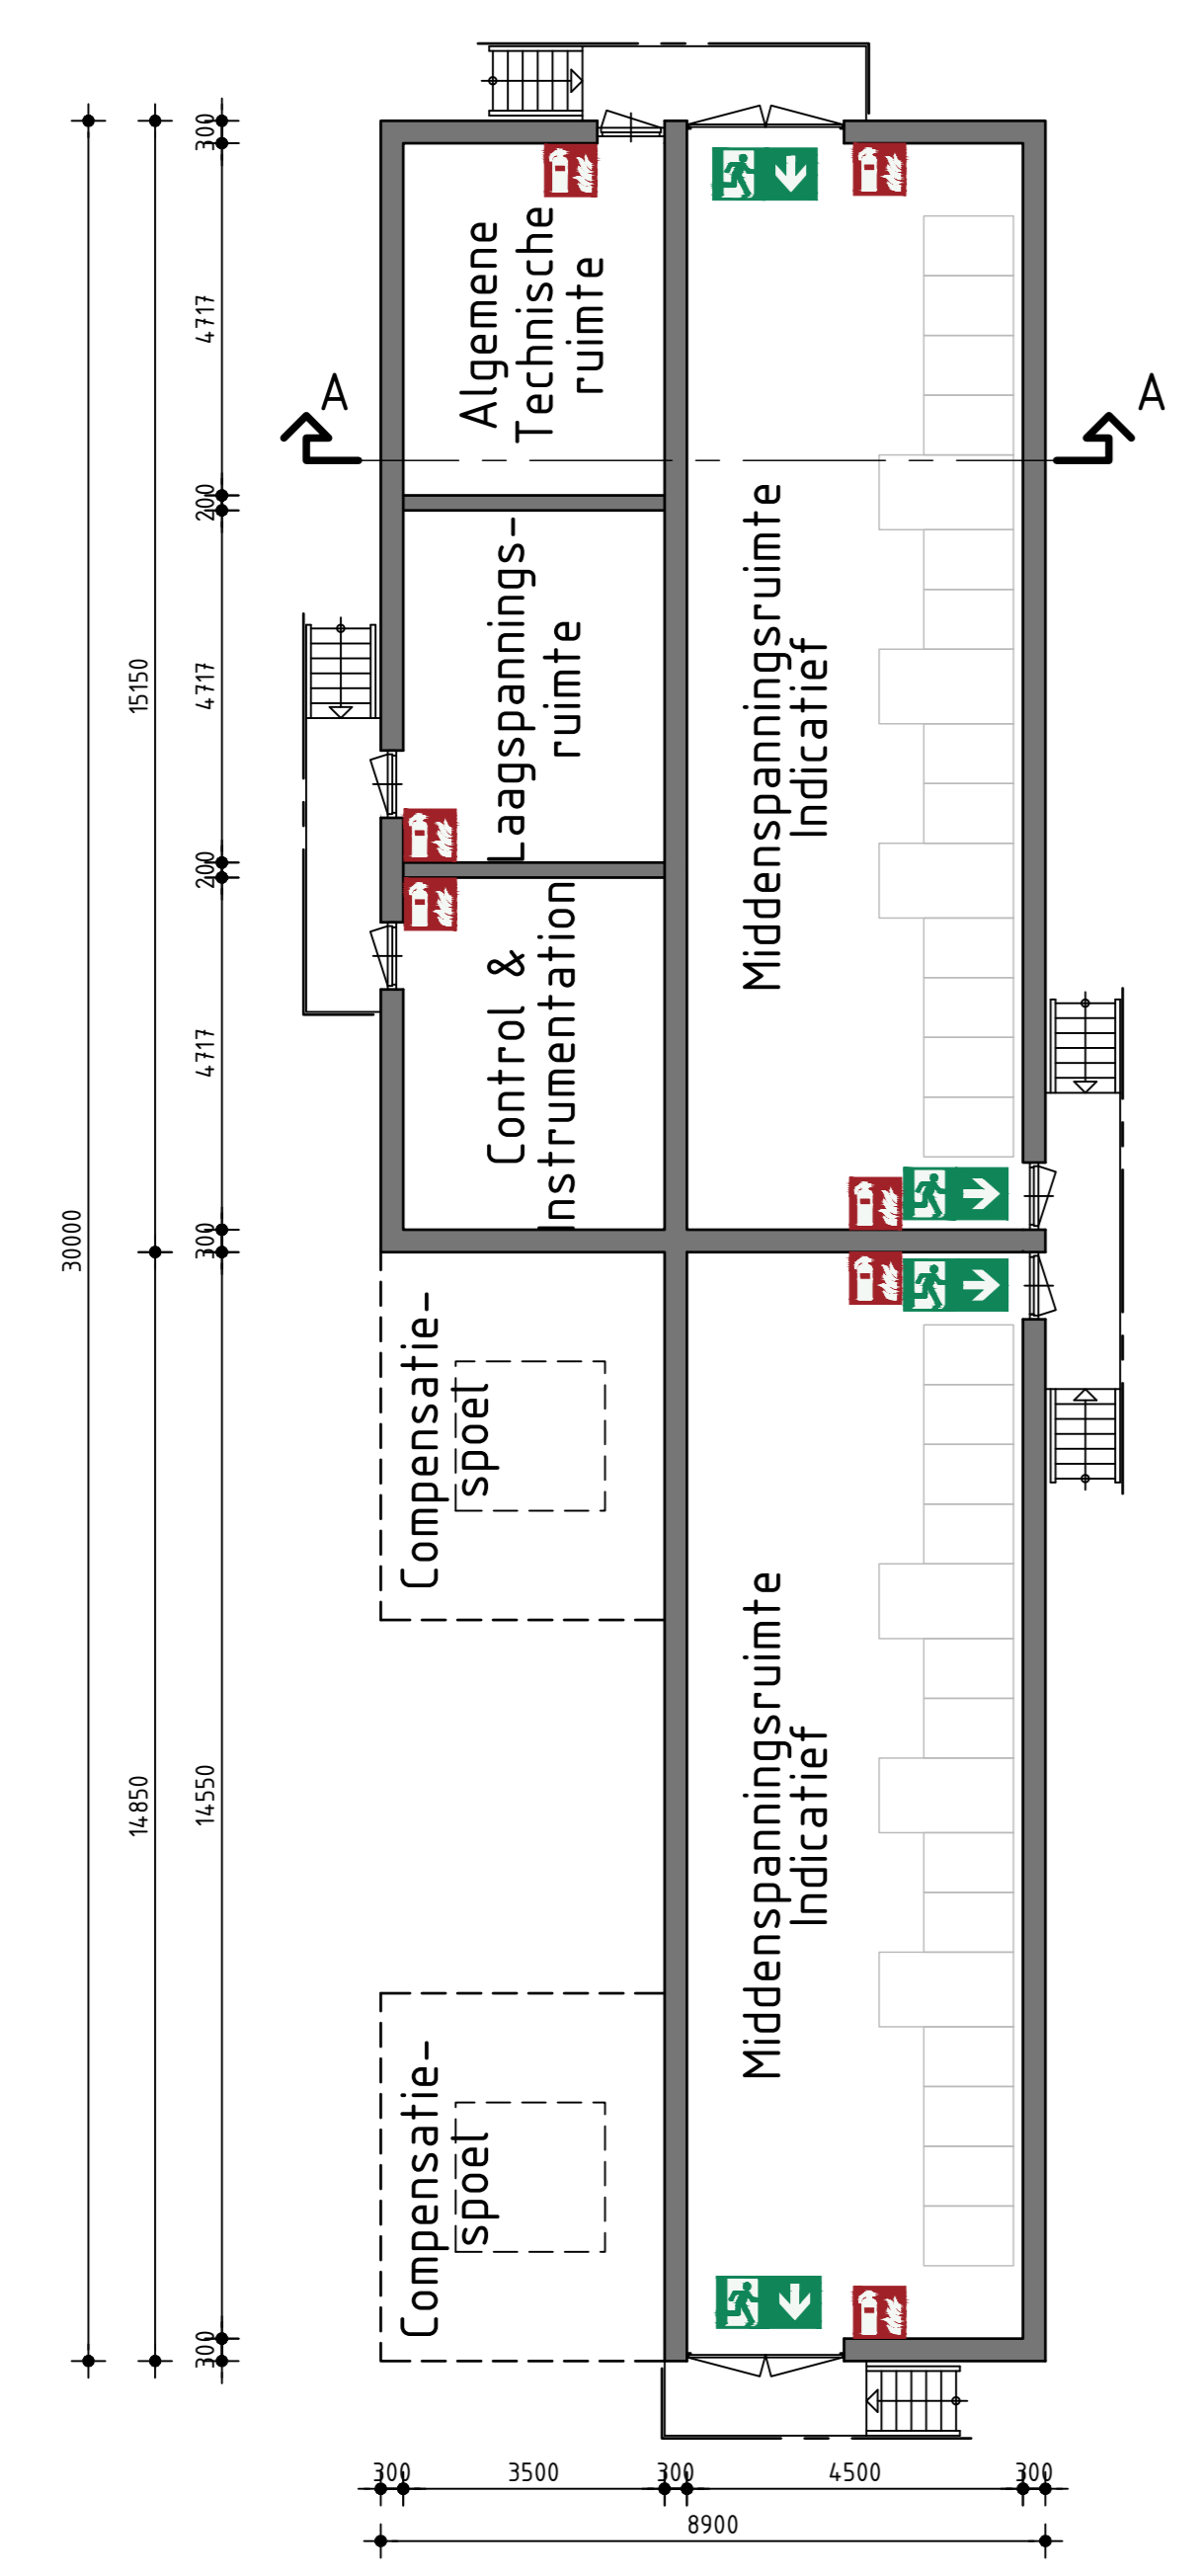 300
4717
200
4717
200
4717
300
14550
300
15150
14850
30000
A
A
Algemene
Technische
ruimte
Laagspannings-
ruimte
Control &
Instrumentation
Middenspanningsruimte
Indicatief
Compensatie-
spoel
Middenspanningsruimte
Indicatief
Compensatie-
spoel
300
3500
300
4500
300
8900